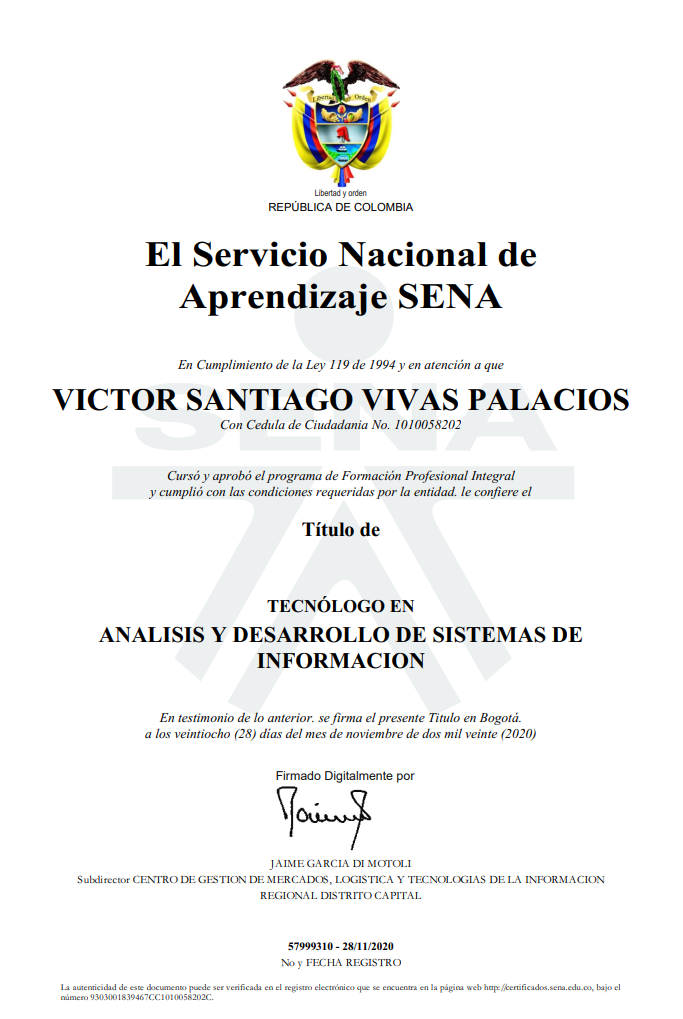 Libertad y Orden
Libertad y orden
REPÚBLICA DE COLOMBIA
El Servicio Nacional de
Aprendizaje SENA
En Cumplimiento de la Ley 119 de 1994 y en atención a que
SENA
VICTOR SANTIAGO VIVAS PALACIOS
Con Cedula de Ciudadania No. 1010058202
Cursó y aprobó el programa de Formación Profesional Integral
y cumplió con las condiciones requeridas por la entidad. le confiere el
Título de
TECNÓLOGO EN
ANALISIS Y DESARROLLO DE SISTEMAS DE
INFORMACION
En testimonio de lo anterior. se firma el presente Titulo en Bogotá.
a los veintiocho (28) días del mes de noviembre de dos mil veinte (2020)
Firmado Digitalmente por
JAIME GARCIA DI MOTOLI
Subdirector CENTRO DE GESTION DE MERCADOS, LOGISTICA Y TECNOLOGIAS DE LA INFORMACION
REGIONAL DISTRITO CAPITAL
57999310 - 28/11/2020
No y FECHA REGISTRO
La autenticidad de este documento puede ser verificada en el registro electrónico que se encuentra en la página web http://certificados.sena.edu.co, bajo el
número 9303001839467CC1010058202C.